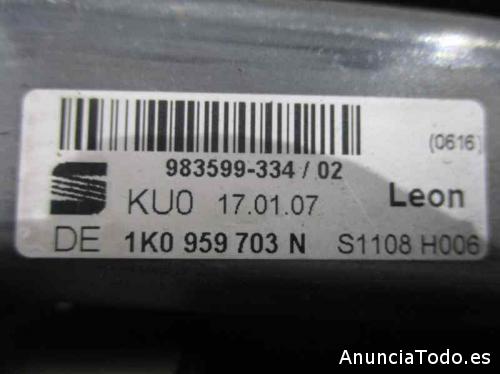 (0616)
983599-334 / 02
KU0 17.01.07 Leon
DE 1K0 959 703 N S1108 H006
AnunciaTodo.es